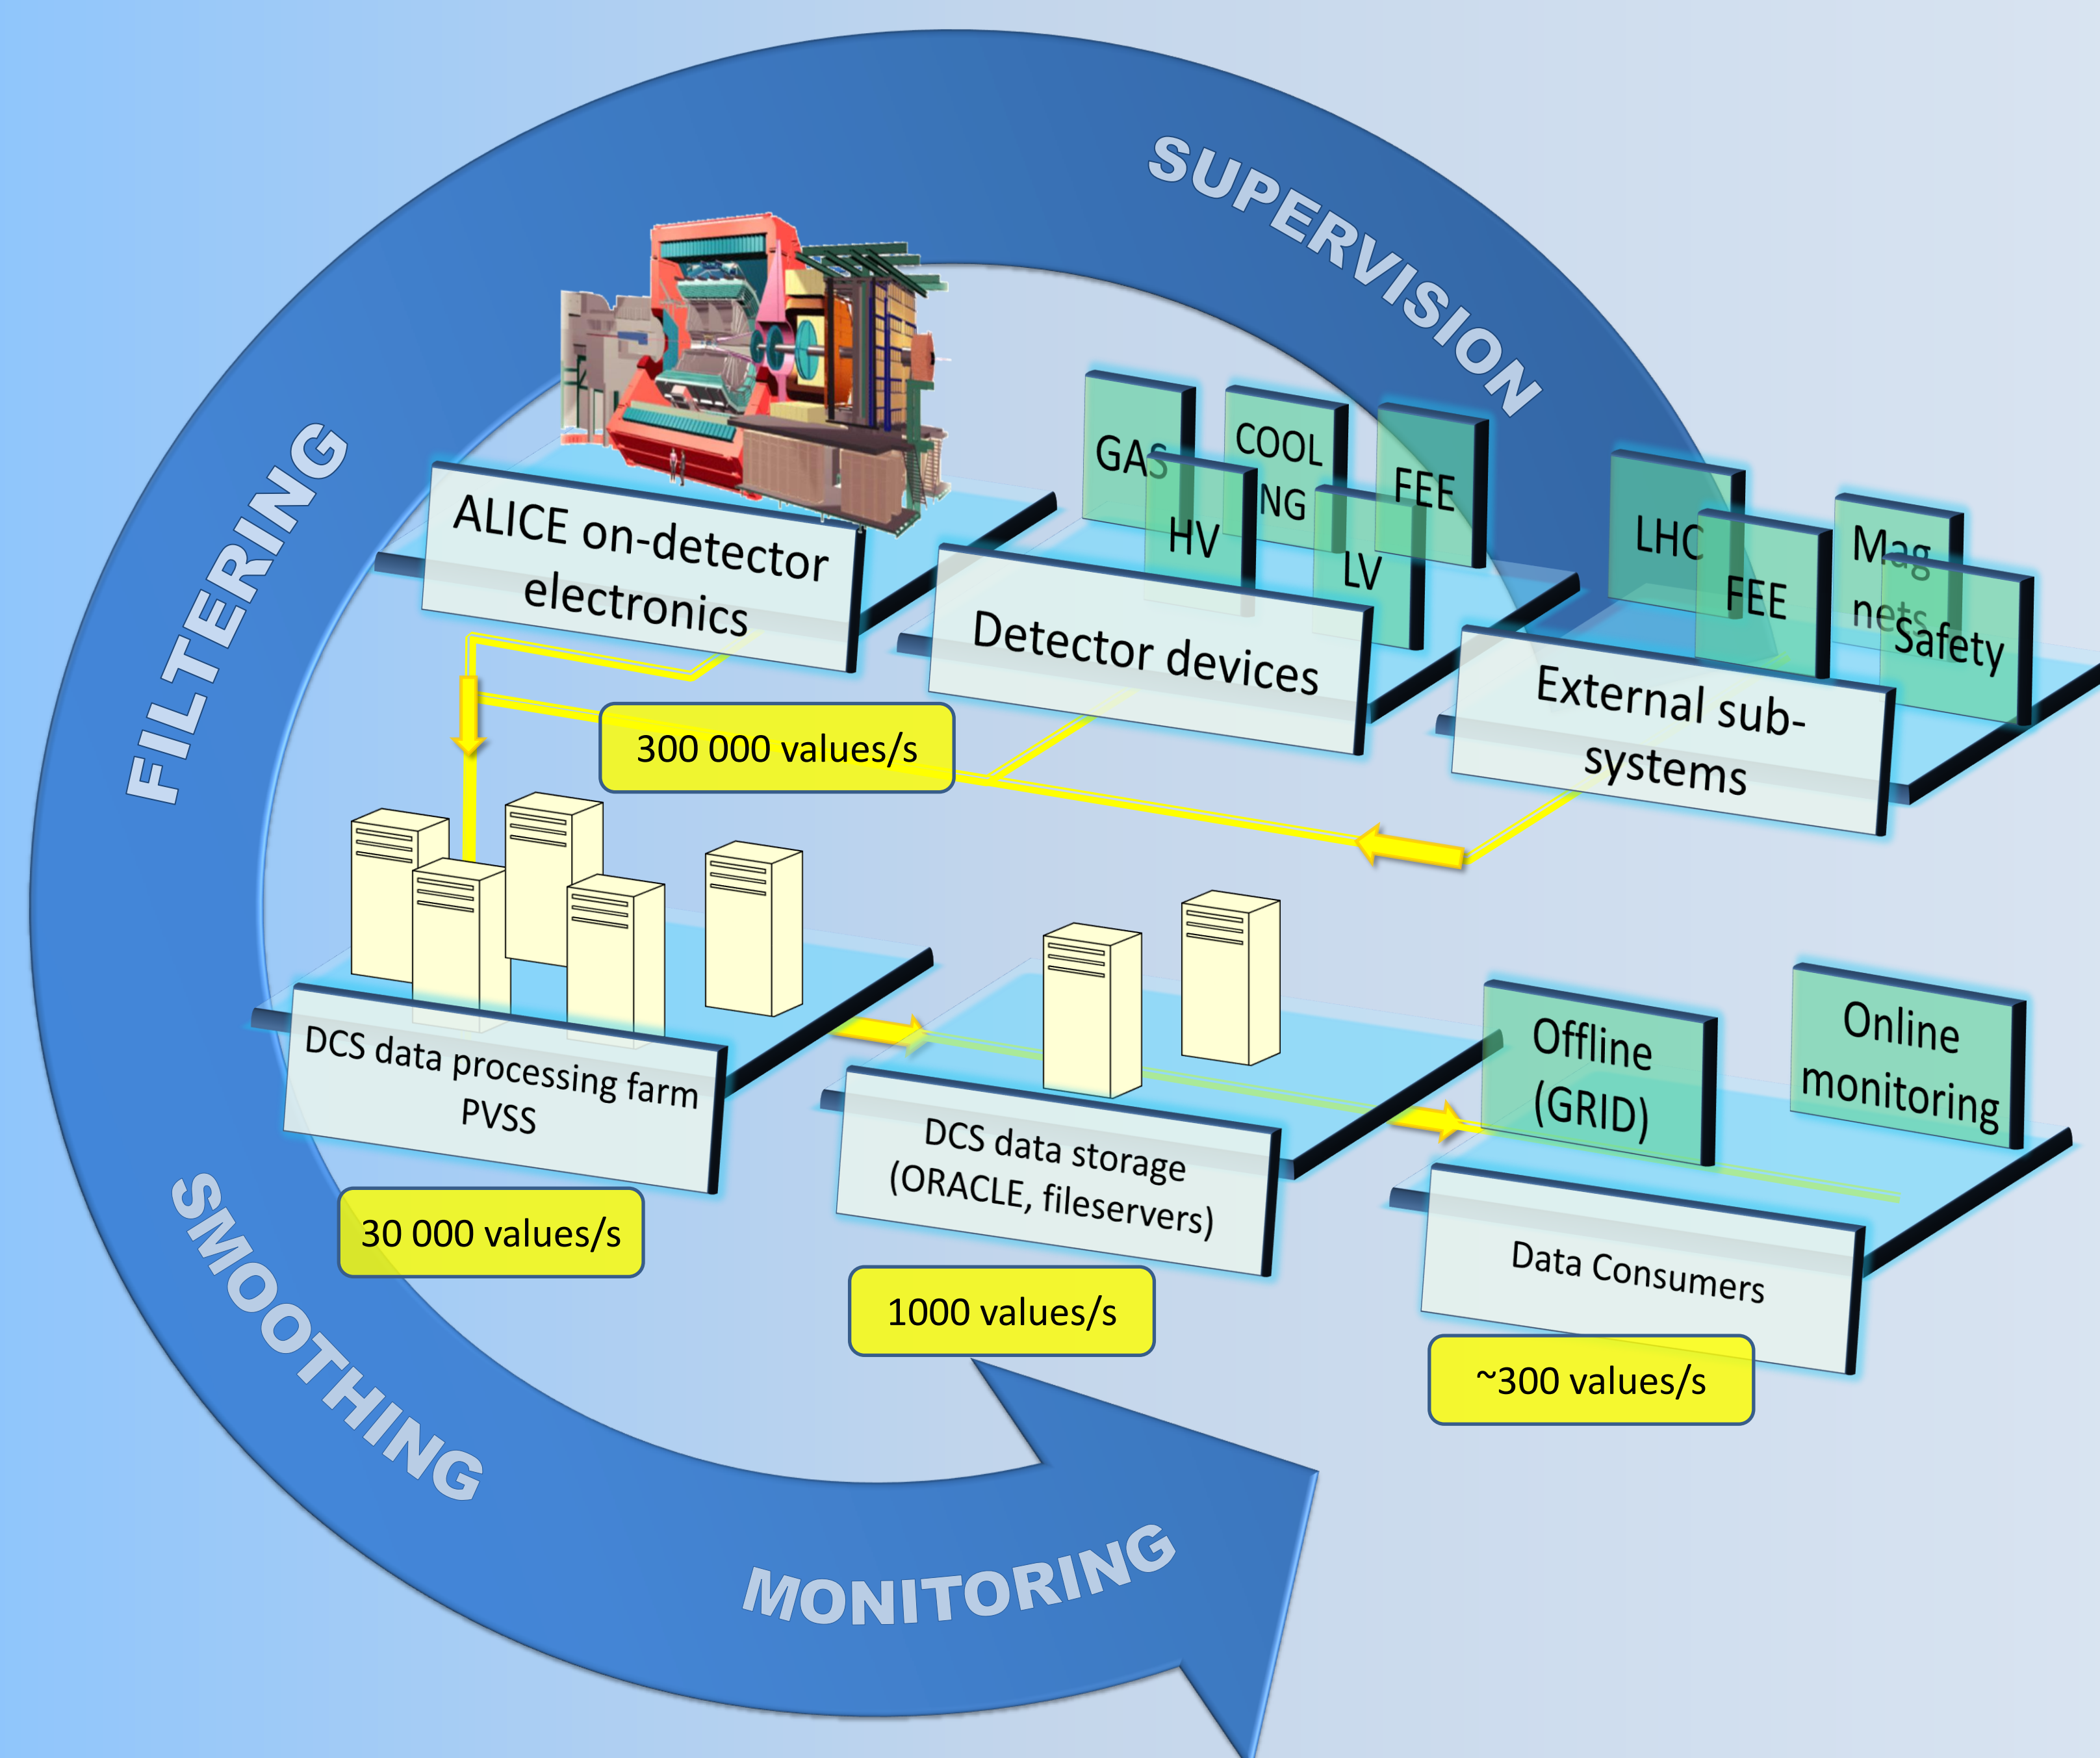 SUPERVISION
FILTERING
SMOOTHING
MONITORING
ALICE on-detector
electronics
GAS
COOL
NG
FEE
HV
LV
Detector devices
LHC
FEE
Mag
nets
Safety
External sub-
systems
300 000 values/s
DCS data processing farm
PVSS
30 000 values/s
DCS data storage
(ORACLE, fileservers)
1000 values/s
Offline
(GRID)
Online
monitoring
Data Consumers
~300 values/s